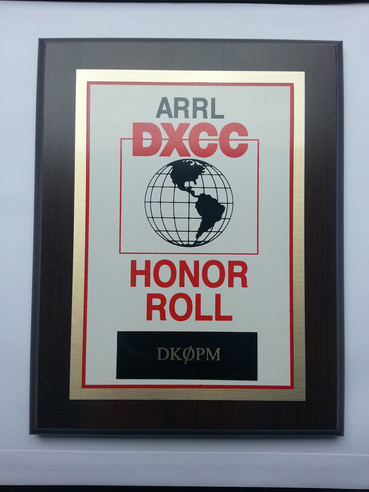 ARRL
DXCC
HONOR
ROLL
DKØPM